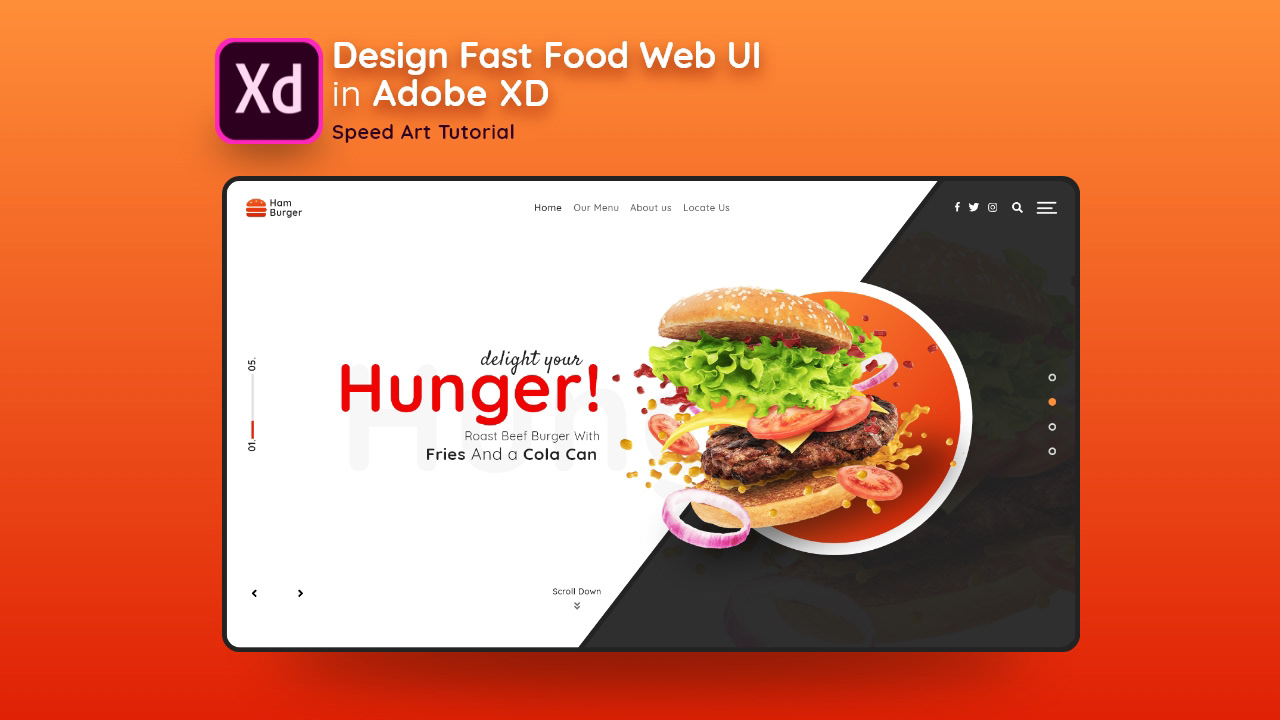 Xd
Design Fast Food Web UI
in Adobe XD
Speed Art Tutorial
Ham
Burger
Home Our Menu About us Locate Us
05.
01.
delight your
Hunger!
Roast Beef Burger With
Fries And a Cola Can
Hung
Scroll Down